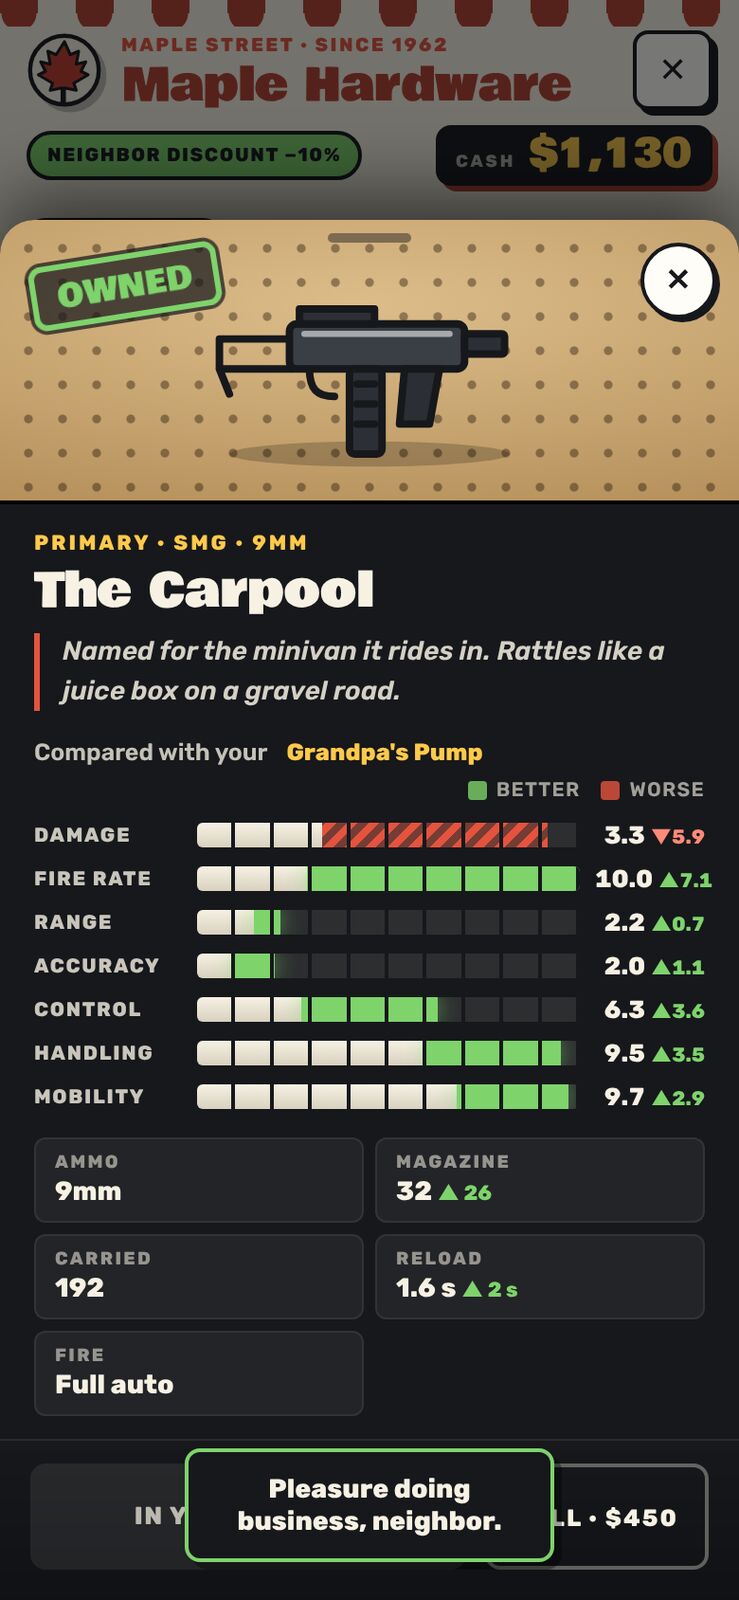 MAPLE STREET · SINCE 1962
Maple Hardware
NEIGHBOR DISCOUNT −10%
CASH $1,130
OWNED
PRIMARY · SMG · 9MM
The Carpool
Named for the minivan it rides in. Rattles like a
juice box on a gravel road.
Compared with your Grandpa's Pump
BETTER WORSE
DAMAGE 3.3 ▼5.9
FIRE RATE 10.0 ▲7.1
RANGE 2.2 ▲0.7
ACCURACY 2.0 ▲1.1
CONTROL 6.3 ▲3.6
HANDLING 9.5 ▲3.5
MOBILITY 9.7 ▲2.9
AMMO
9mm
MAGAZINE
32 ▲ 26
CARRIED
192
RELOAD
1.6 s ▲ 2 s
FIRE
Full auto
IN
Pleasure doing
business, neighbor.
$450